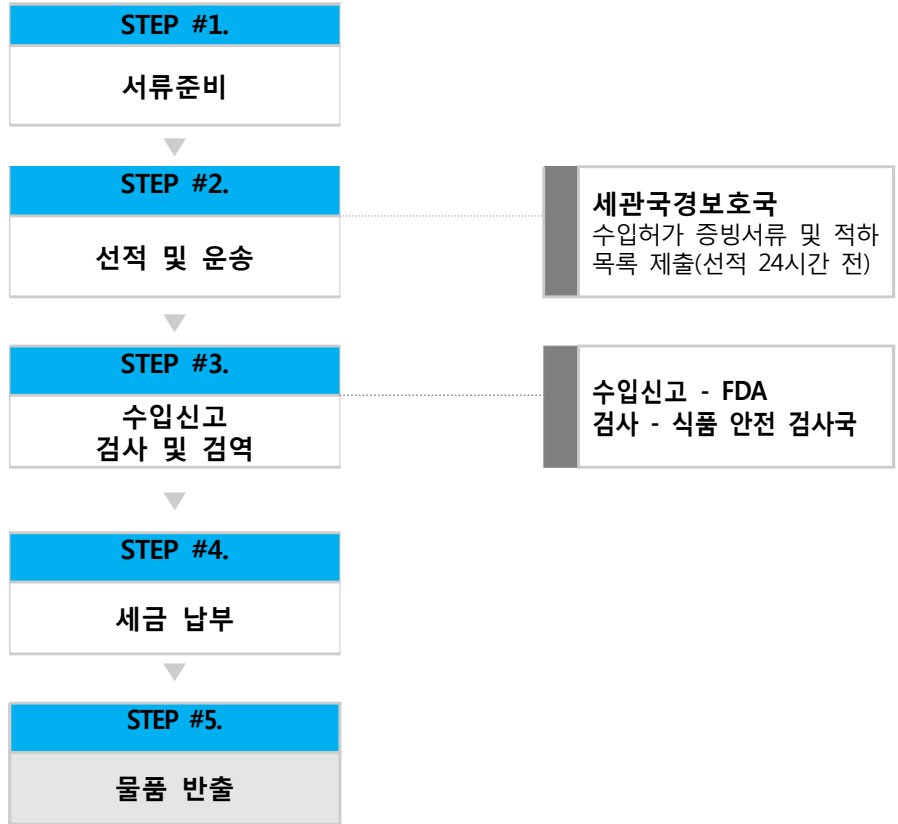 STEP #1.
서류준비
STEP #2.
선적 및 운송
세관국경보호국
수입허가 증빙서류 및 적하
목록 제출(선적 24시간 전)
STEP #3.
수입신고
검사 및 검역
수입신고 - FDA
검사 - 식품 안전 검사국
STEP #4.
세금 납부
STEP #5.
물품 반출